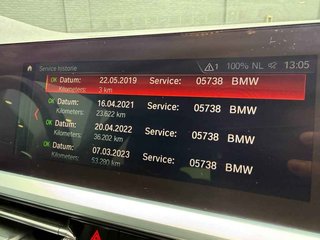 Service historie
1 100% NL 13:05
OK Datum: 22.05.2019 Service: 05738 BMW
Kilometers: 3 km
OK Datum: 16.04.2021 Service: 05738 BMW
Kilometers: 23.622 km
OK Datum: 20.04.2022 Service: 05738 BMW
Kilometers: 36.202 km
OK Datum: 07.03.2023 Service: 05738 BMW
Kilometers: 53.280 km